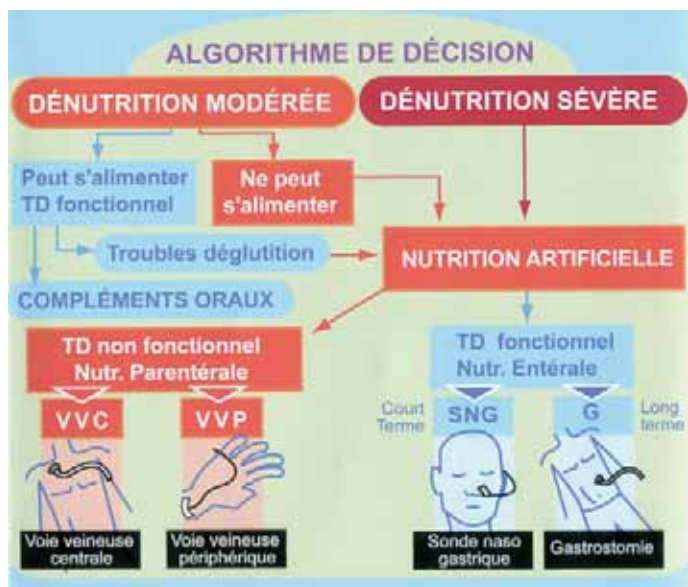 ALGORITHME DE DÉCISION
DÉNUTRITION MODÉRÉE
DÉNUTRITION SÉVÈRE
Peut s'alimenter
TD fonctionnel
Ne peut
s'alimenter
Troubles déglutition
NUTRITION ARTIFICIELLE
COMPLÉMENTS ORAUX
TD non fonctionnel
Nutr. Parentérale
TD fonctionnel
Nutr. Entérale
VVC
VVP
Court
Terme
SNG
G
Long
terme
Voie veineuse
centrale
Voie veineuse
périphérique
Sonde naso
gastrique
Gastrostomie